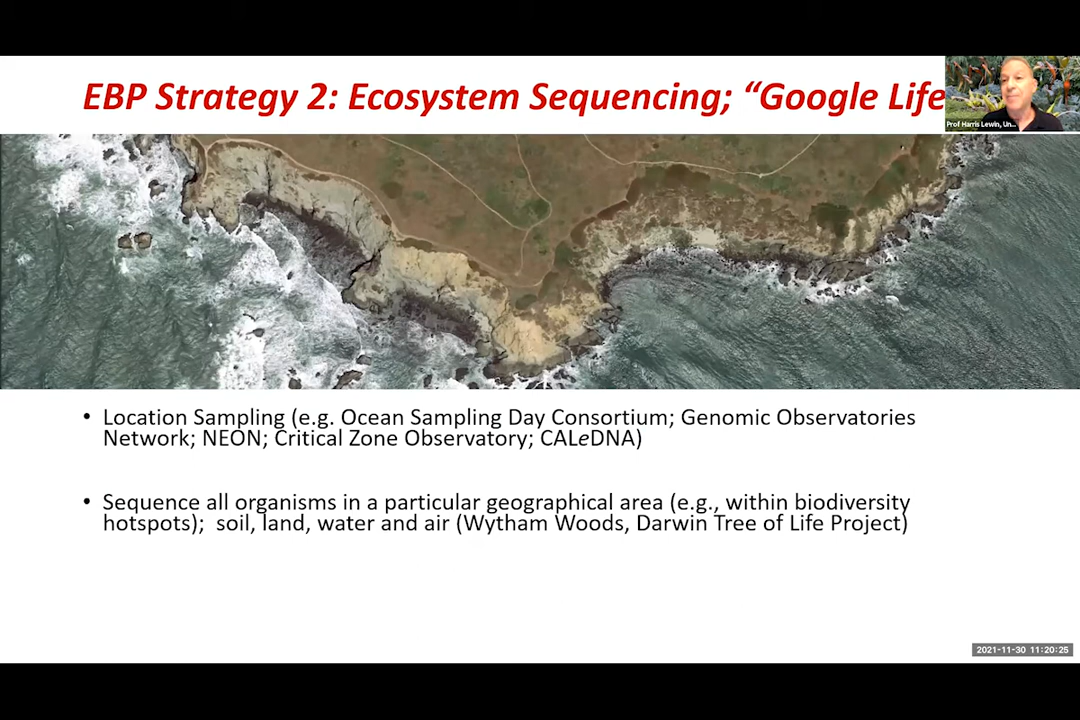 EBP Strategy 2: Ecosystem Sequencing; “Google Life
Prof Harris Lewin, Un...
• Location Sampling (e.g. Ocean Sampling Day Consortium; Genomic Observatories
Network; NEON; Critical Zone Observatory; CALeDNA)
• Sequence all organisms in a particular geographical area (e.g., within biodiversity
hotspots);  soil, land, water and air (Wytham Woods, Darwin Tree of Life Project)
2021-11-30 11:20:25